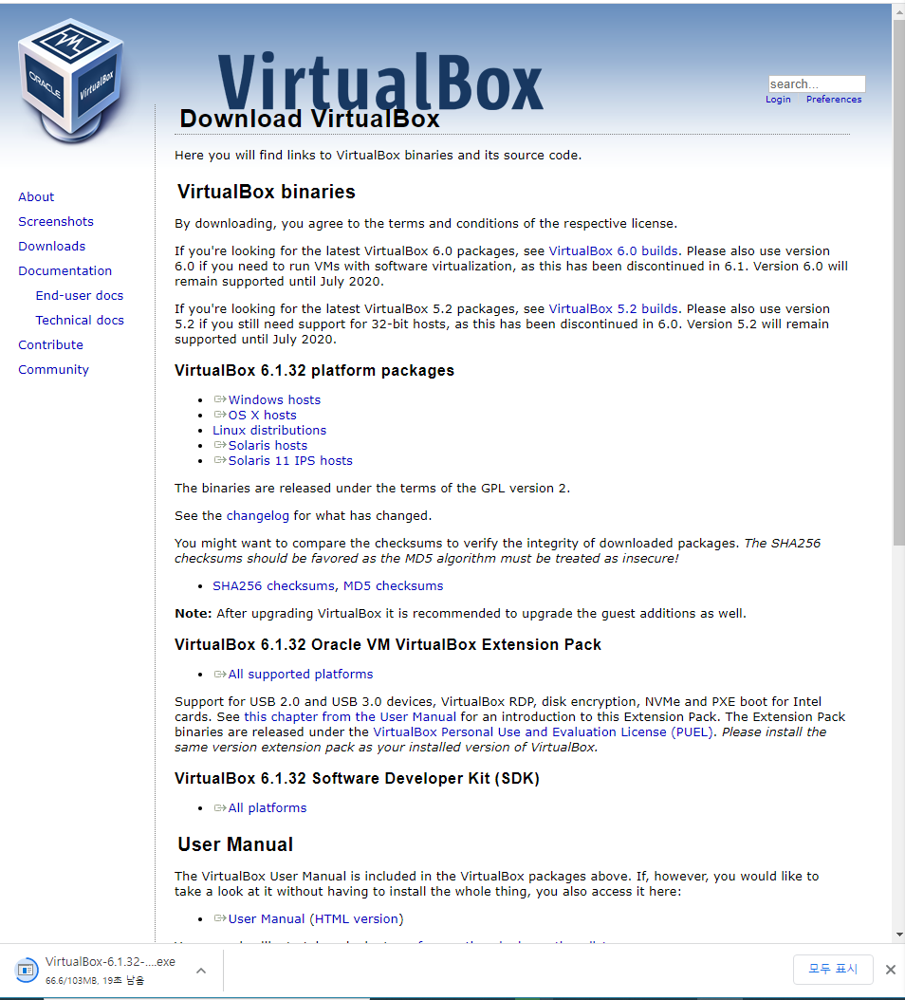 ORACLE
VirtualBox
VirtualBox
search...
Login Preferences
Download VirtualBox
Here you will find links to VirtualBox binaries and its source code.
About
Screenshots
Downloads
Documentation
End-user docs
Technical docs
Contribute
Community
VirtualBox binaries
By downloading, you agree to the terms and conditions of the respective license.
If you're looking for the latest VirtualBox 6.0 packages, see VirtualBox 6.0 builds. Please also use version
6.0 if you need to run VMs with software virtualization, as this has been discontinued in 6.1. Version 6.0 will
remain supported until July 2020.
If you're looking for the latest VirtualBox 5.2 packages, see VirtualBox 5.2 builds. Please also use version
5.2 if you still need support for 32-bit hosts, as this has been discontinued in 6.0. Version 5.2 will remain
supported until July 2020.
VirtualBox 6.1.32 platform packages
• Windows hosts
• OS X hosts
• Linux distributions
• Solaris hosts
• Solaris 11 IPS hosts
The binaries are released under the terms of the GPL version 2.
See the changelog for what has changed.
You might want to compare the checksums to verify the integrity of downloaded packages. The SHA256
checksums should be favored as the MD5 algorithm must be treated as insecure!
• SHA256 checksums, MD5 checksums
Note: After upgrading VirtualBox it is recommended to upgrade the guest additions as well.
VirtualBox 6.1.32 Oracle VM VirtualBox Extension Pack
• All supported platforms
Support for USB 2.0 and USB 3.0 devices, VirtualBox RDP, disk encryption, NVMe and PXE boot for Intel
cards. See this chapter from the User Manual for an introduction to this Extension Pack. The Extension Pack
binaries are released under the VirtualBox Personal Use and Evaluation License (PUEL). Please install the
same version extension pack as your installed version of VirtualBox.
VirtualBox 6.1.32 Software Developer Kit (SDK)
• All platforms
User Manual
The VirtualBox User Manual is included in the VirtualBox packages above. If, however, you would like to
take a look at it without having to install the whole thing, you also access it here:
• User Manual (HTML version)
VirtualBox-6.1.32-....exe
66.6/103MB, 19초 남음
모두 표시